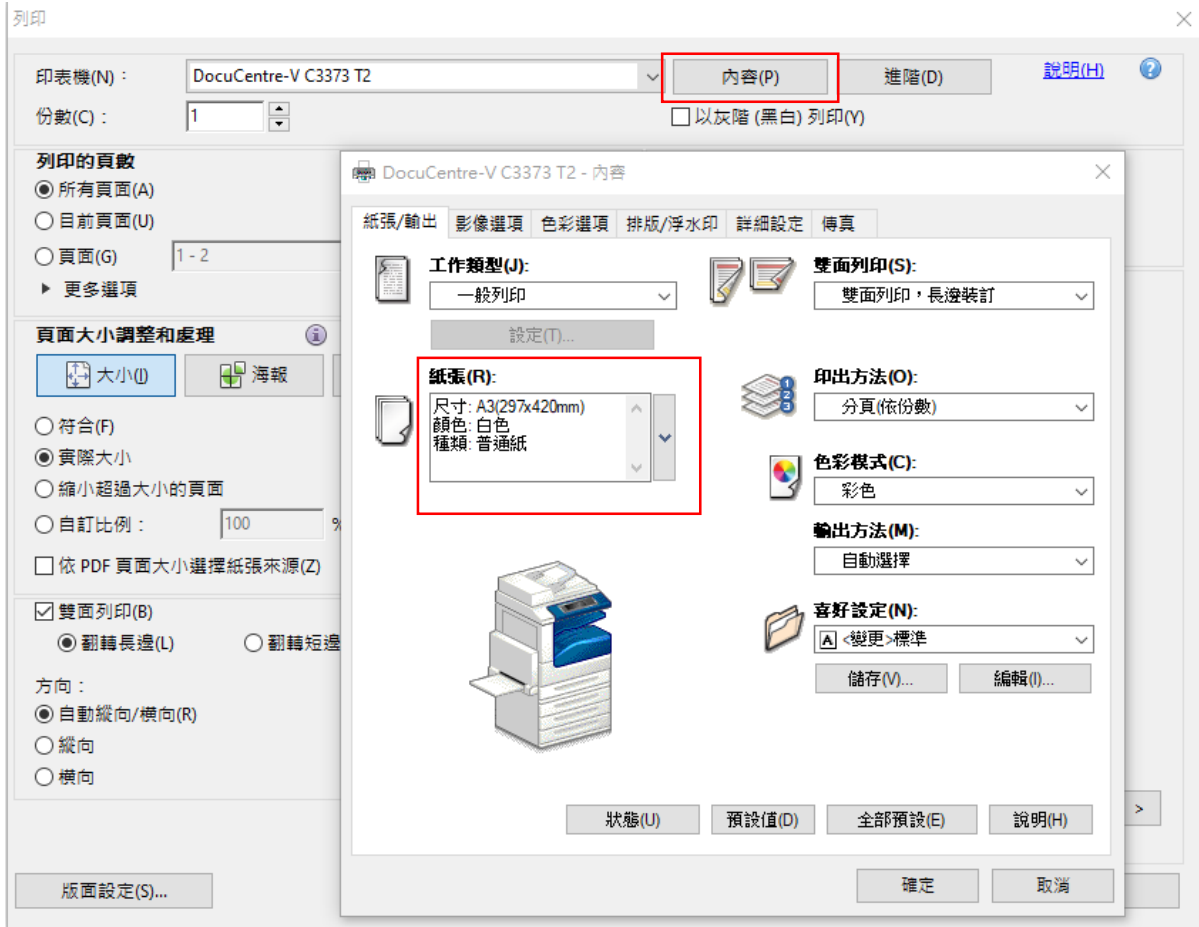 列印
印表機(N)： DocuCentre-V C3373 T2 內容(P) 進階(D) 說明(H)
份數(C)： 1 以灰階 (黑白) 列印(Y)
列印的頁數
所有頁面(A)
目前頁面(U)
頁面(G) 1 - 2
更多選項
頁面大小調整和處理
大小(I) 海報
符合(F)
實際大小
縮小超過大小的頁面
自訂比例： 100 %
依 PDF 頁面大小選擇紙張來源(Z)
雙面列印(B)
翻轉長邊(L) 翻轉短邊
方向：
自動縱向/橫向(R)
縱向
橫向
版面設定(S)...
>
DocuCentre-V C3373 T2 - 內容
紙張/輸出 影像選項 色彩選項 排版/浮水印 詳細設定 傳真
工作類型(J):
一般列印
設定(T)...
紙張(R):
尺寸: A3(297x420mm)
顏色: 白色
種類: 普通紙
雙面列印(S):
雙面列印，長邊裝訂
印出方法(O):
1
2
3
分頁(依份數)
色彩模式(C):
彩色
輸出方法(M):
自動選擇
喜好設定(N):
A <變更>標準
儲存(V)... 編輯(I)...
狀態(U) 預設值(D) 全部預設(E) 說明(H)
確定 取消